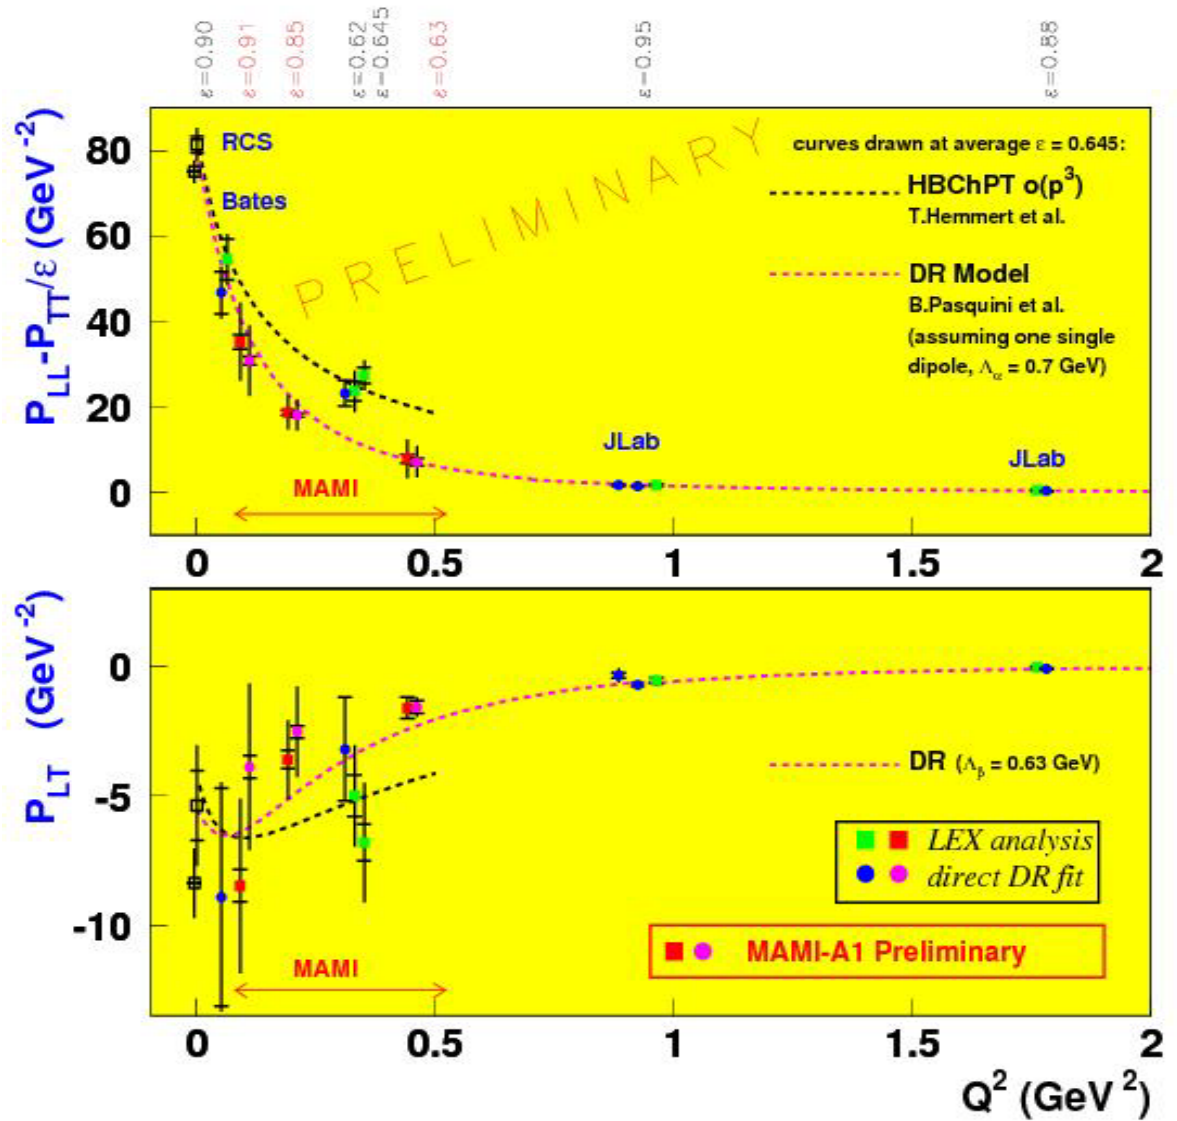 ε=0.90
ε=0.91
ε=0.85
ε=0.62
ε=0.645
ε=0.63
ε=0.95
ε=0.88
P_LL-P_TT/ε (GeV^-2)
80
60
40
20
0
RCS
Bates
PRELIMINARY
curves drawn at average ε = 0.645:
HBChPT o(p^3)
T.Hemmert et al.
DR Model
B.Pasquini et al.
(assuming one single
dipole, Λ_α = 0.7 GeV)
JLab
JLab
MAMI
0 0.5 1 1.5 2
P_LT (GeV^-2)
0
-5
-10
DR (Λ_β = 0.63 GeV)
LEX analysis
direct DR fit
MAMI-A1 Preliminary
MAMI
0 0.5 1 1.5 2
Q^2 (GeV^2)